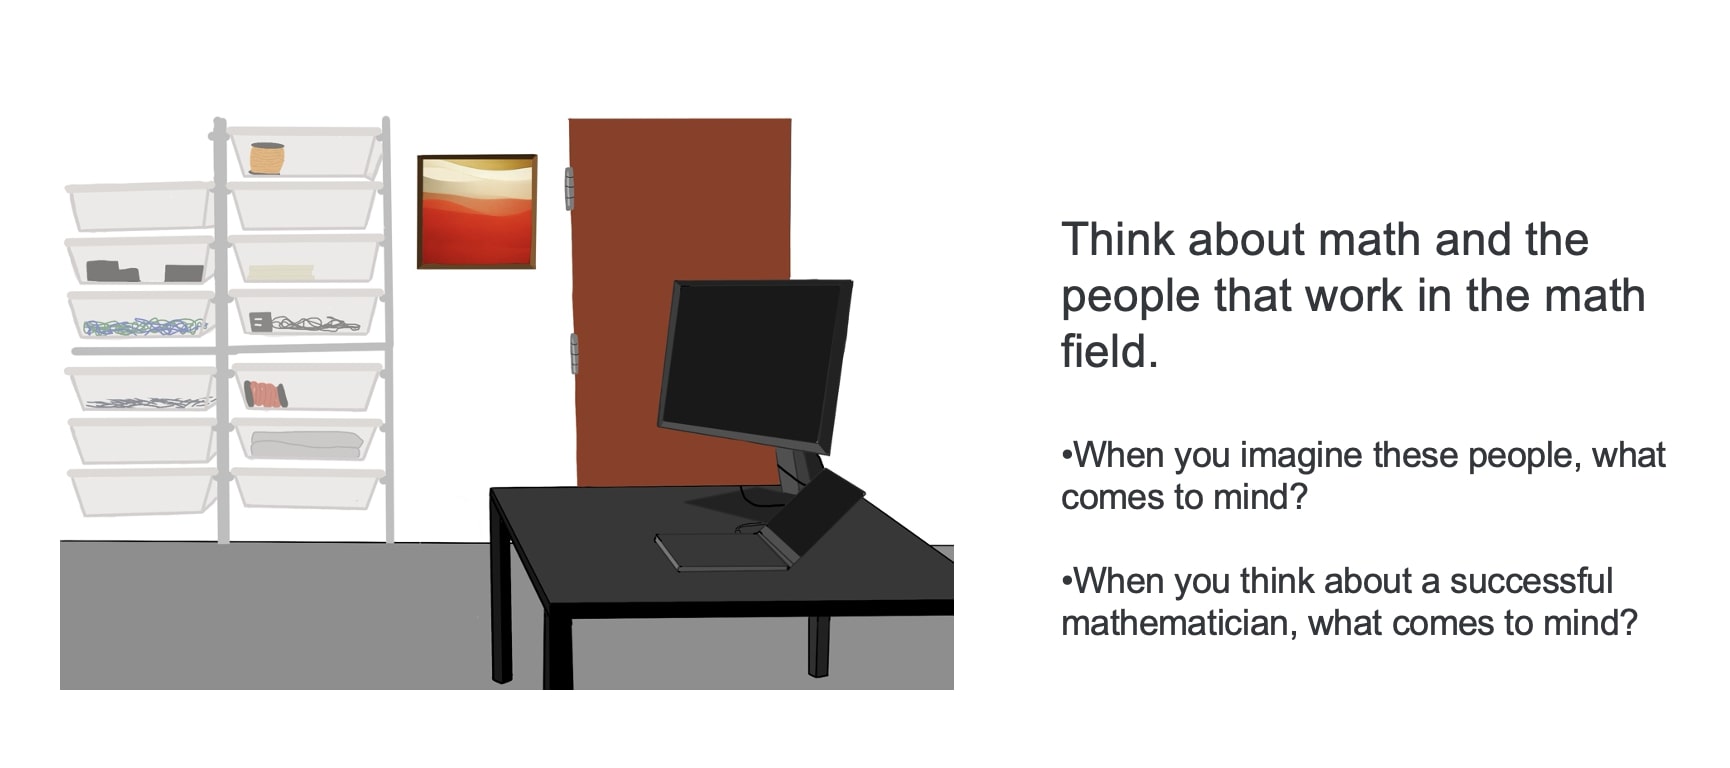 Think about math and the
people that work in the math
field.
•When you imagine these people, what
comes to mind?
•When you think about a successful
mathematician, what comes to mind?